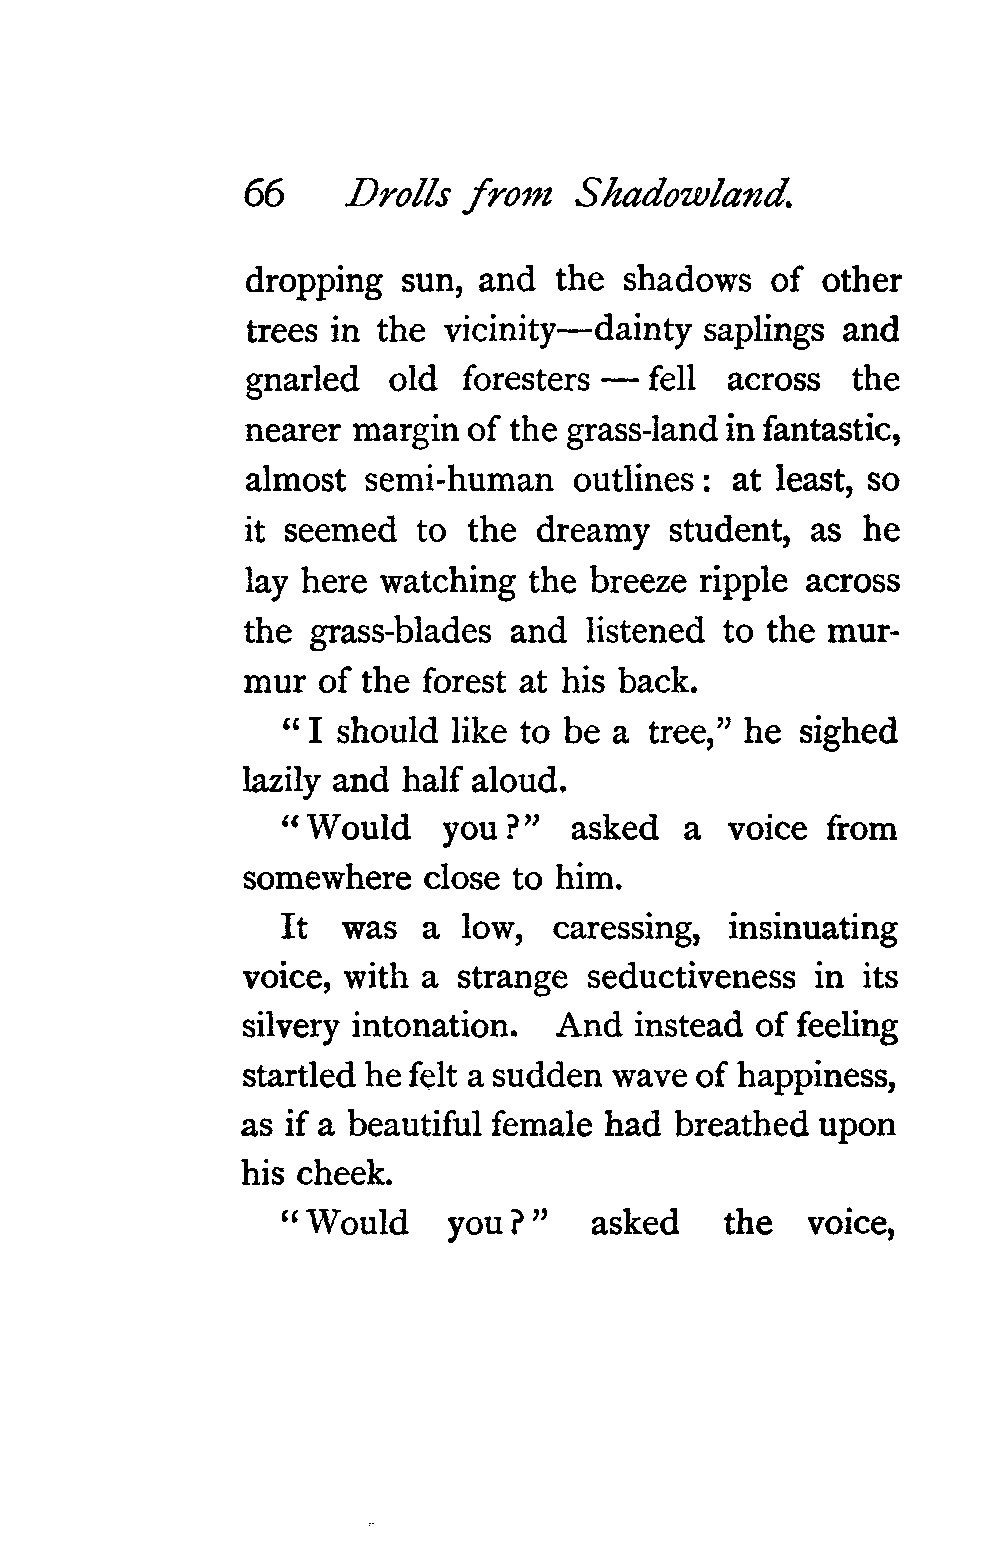 66 Drolls from Shadowland.
dropping sun, and the shadows of other
trees in the vicinity—dainty saplings and
gnarled old foresters — fell across the
nearer margin of the grass-land in fantastic,
almost semi-human outlines : at least, so
it seemed to the dreamy student, as he
lay here watching the breeze ripple across
the grass-blades and listened to the mur-
mur of the forest at his back.
“ I should like to be a tree,” he sighed
lazily and half aloud.
“ Would you ? ” asked a voice from
somewhere close to him.
It was a low, caressing, insinuating
voice, with a strange seductiveness in its
silvery intonation. And instead of feeling
startled he felt a sudden wave of happiness,
as if a beautiful female had breathed upon
his cheek.
“ Would you ? ” asked the voice,